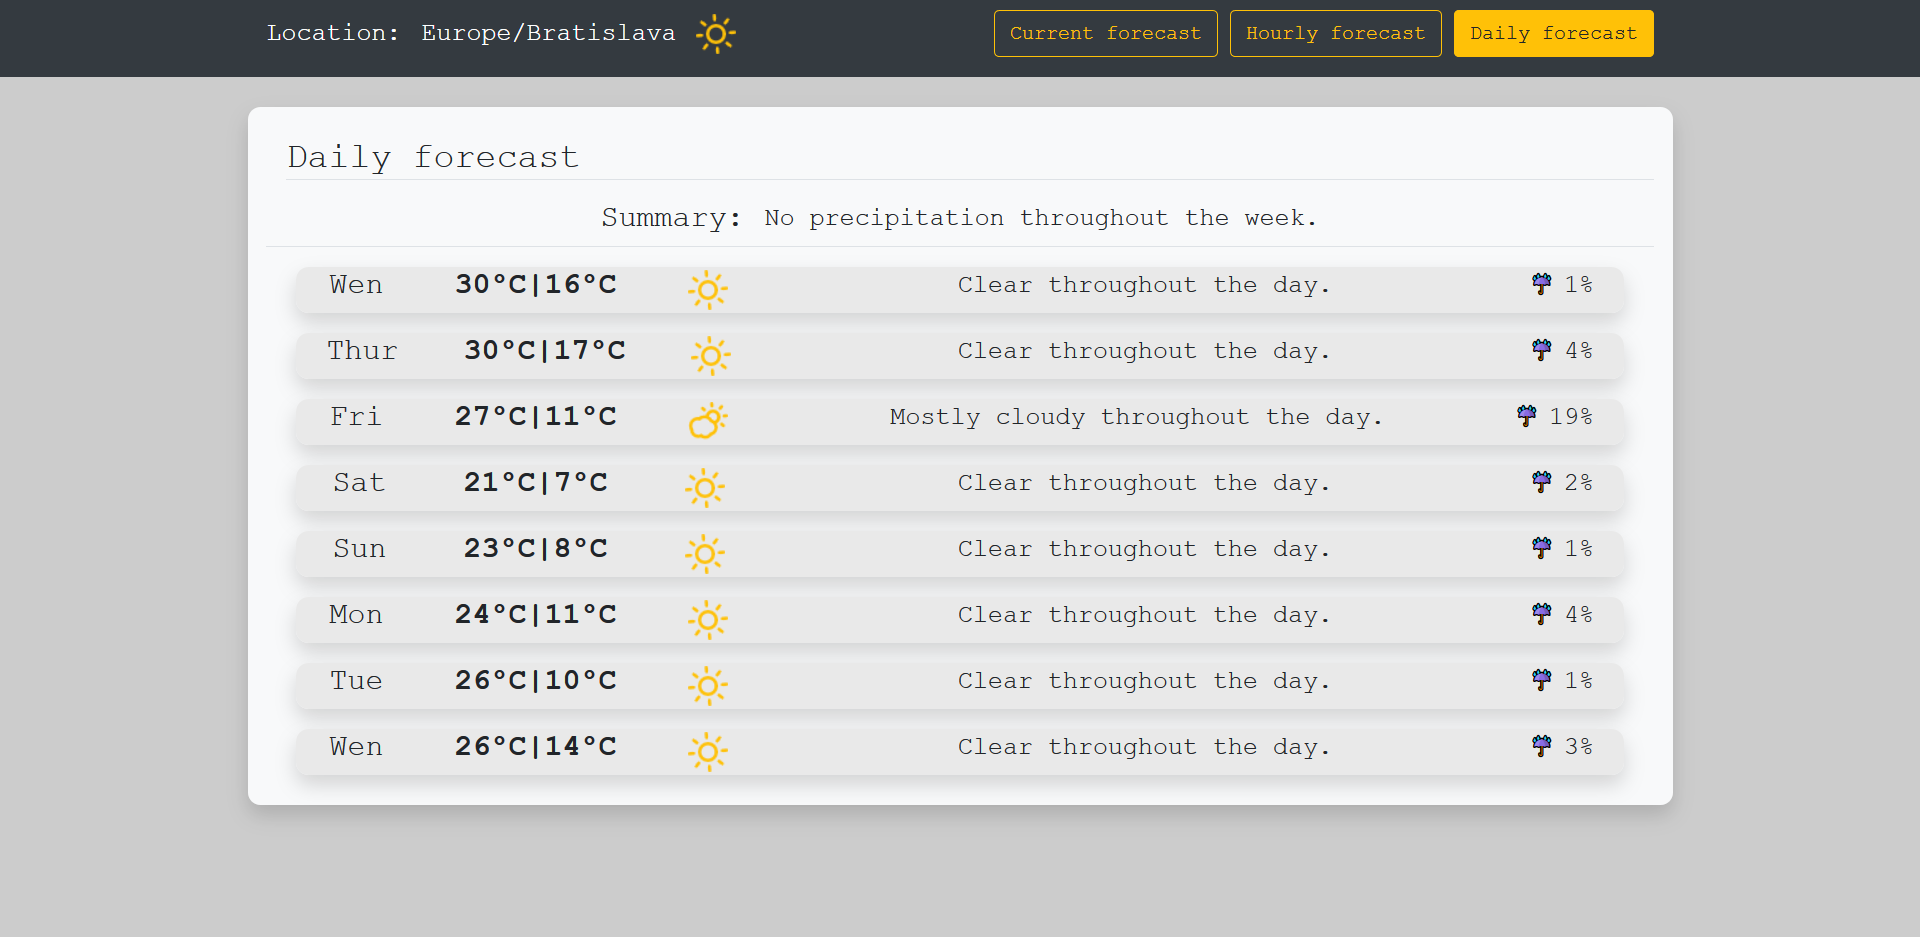 Location: Europe/Bratislava Current forecast Hourly forecast Daily forecast
Daily forecast
Summary: No precipitation throughout the week.
Wen 30°C|16°C Clear throughout the day. 1%
Thur 30°C|17°C Clear throughout the day. 4%
Fri 27°C|11°C Mostly cloudy throughout the day. 19%
Sat 21°C|7°C Clear throughout the day. 2%
Sun 23°C|8°C Clear throughout the day. 1%
Mon 24°C|11°C Clear throughout the day. 4%
Tue 26°C|10°C Clear throughout the day. 1%
Wen 26°C|14°C Clear throughout the day. 3%